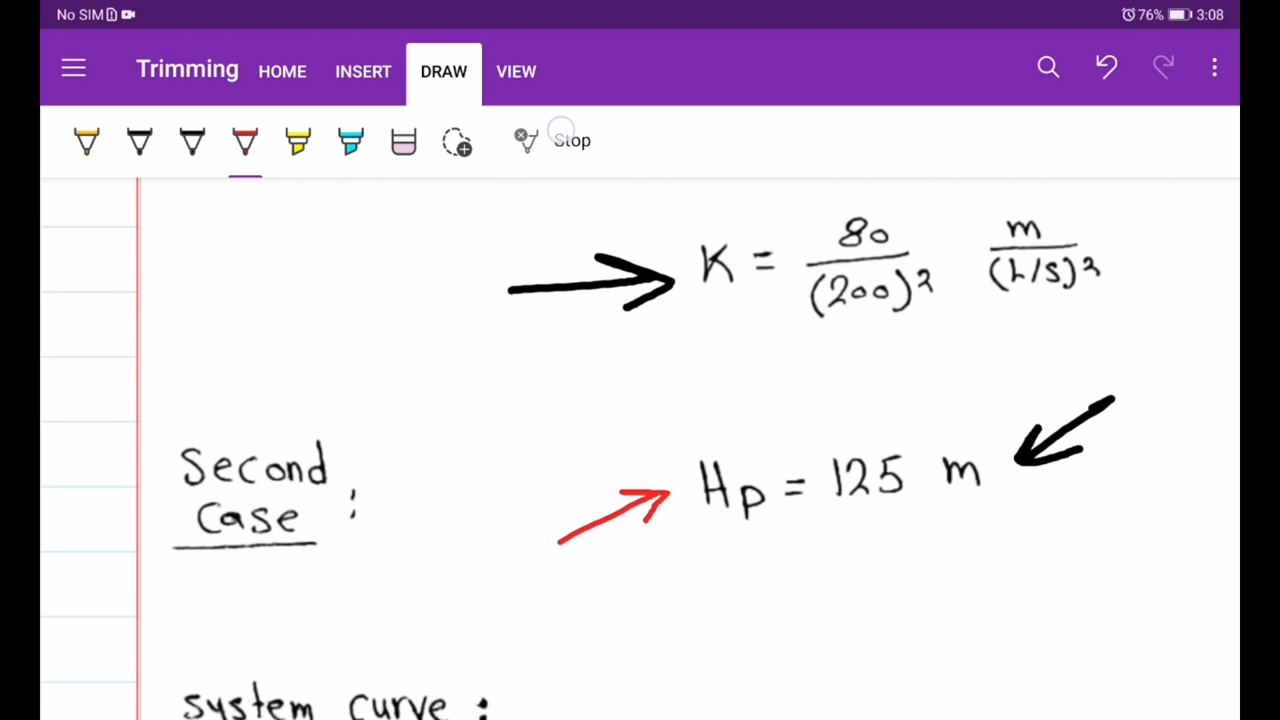 No SIM 76% 3:08
Trimming HOME INSERT DRAW VIEW
Stop
K = 80/(200)² m/(L/s)²
Second Case : Hp = 125 m
system curve :